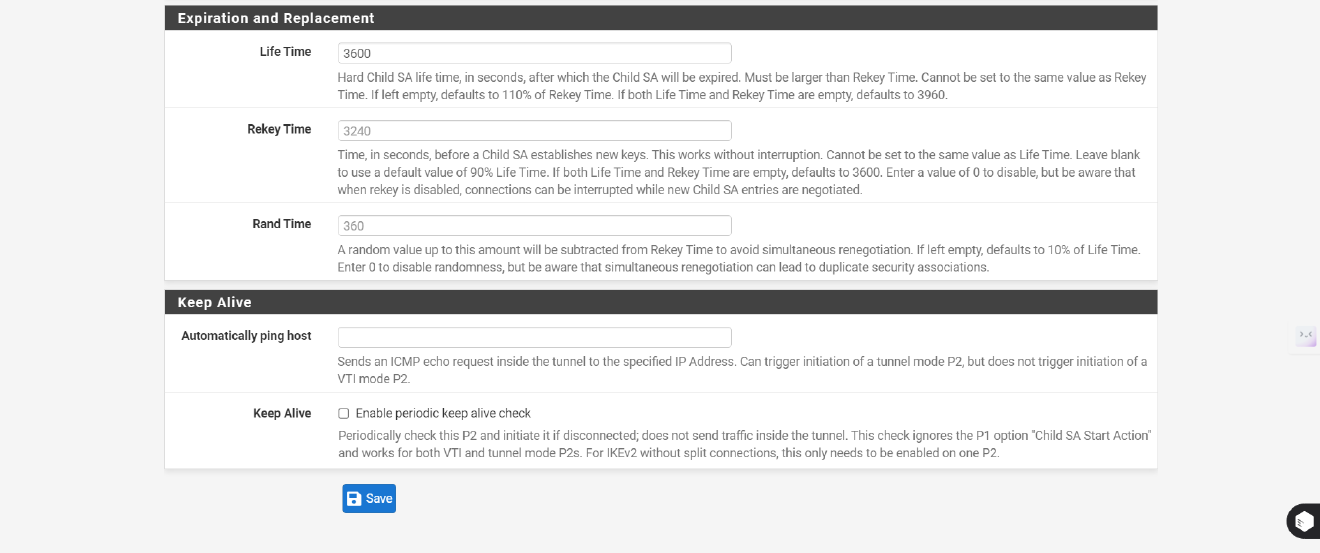 Expiration and Replacement
Life Time
3600
Hard Child SA life time, in seconds, after which the Child SA will be expired. Must be larger than Rekey Time. Cannot be set to the same value as Rekey
Time. If left empty, defaults to 110% of Rekey Time. If both Life Time and Rekey Time are empty, defaults to 3960.
Rekey Time
3240
Time, in seconds, before a Child SA establishes new keys. This works without interruption. Cannot be set to the same value as Life Time. Leave blank
to use a default value of 90% Life Time. If both Life Time and Rekey Time are empty, defaults to 3600. Enter a value of 0 to disable, but be aware that
when rekey is disabled, connections can be interrupted while new Child SA entries are negotiated.
Rand Time
360
A random value up to this amount will be subtracted from Rekey Time to avoid simultaneous renegotiation. If left empty, defaults to 10% of Life Time.
Enter 0 to disable randomness, but be aware that simultaneous renegotiation can lead to duplicate security associations.
Keep Alive
Automatically ping host
Sends an ICMP echo request inside the tunnel to the specified IP Address. Can trigger initiation of a tunnel mode P2, but does not trigger initiation of a
VTI mode P2.
Keep Alive
Enable periodic keep alive check
Periodically check this P2 and initiate it if disconnected; does not send traffic inside the tunnel. This check ignores the P1 option "Child SA Start Action"
and works for both VTI and tunnel mode P2s. For IKEv2 without split connections, this only needs to be enabled on one P2.
Save